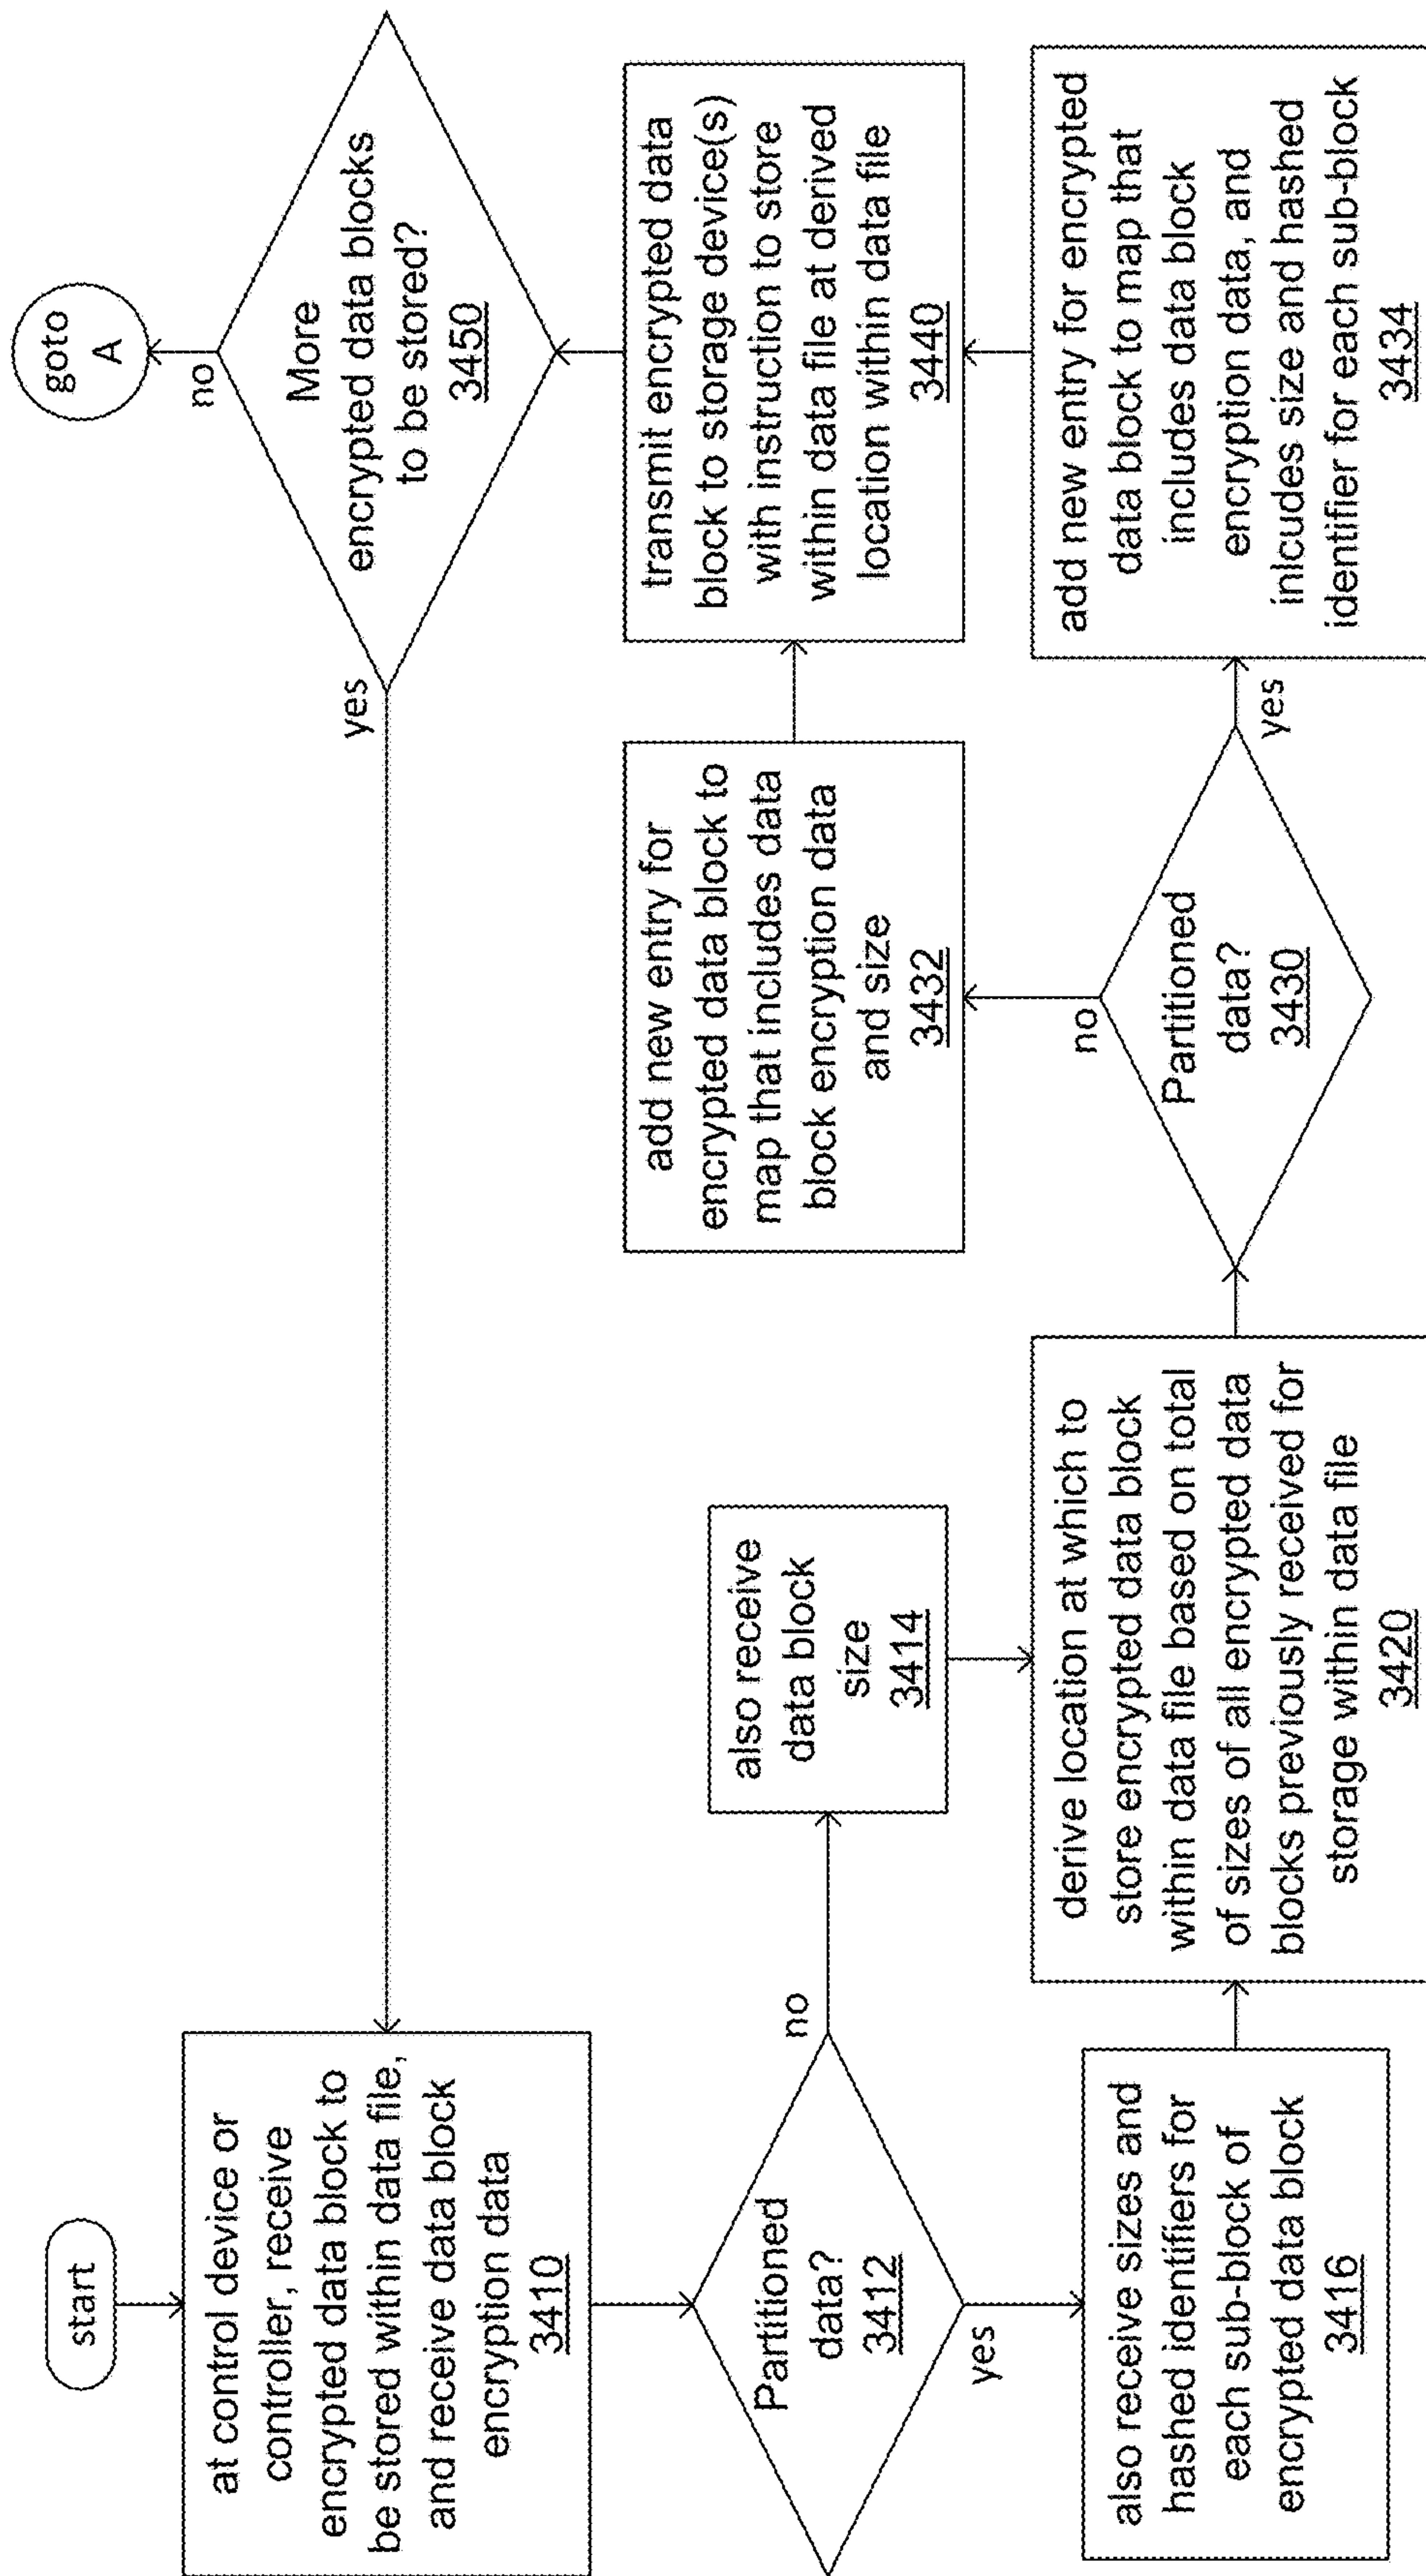 start
at control device or
controller, receive
encrypted data block to
be stored within data file,
and receive data block
encryption data
3410
Partitioned
data?
3412
no
yes
also receive
data block
size
3414
also receive sizes and
hashed identifiers for
each sub-block of
encrypted data block
3416
derive location at which to
store encrypted data block
within data file based on total
of sizes of all encrypted data
blocks previously received for
storage within data file
3420
Partitioned
data?
3430
no
yes
add new entry for
encrypted data block to
map that includes data
block encryption data
and size
3432
add new entry for encrypted
data block to map that
includes data block
encryption data, and
inlcudes size and hashed
identifier for each sub-block
3434
transmit encrypted data
block to storage device(s)
with instruction to store
within data file at derived
location within data file
3440
More
encrypted data blocks
to be stored?
3450
yes
no
goto
A